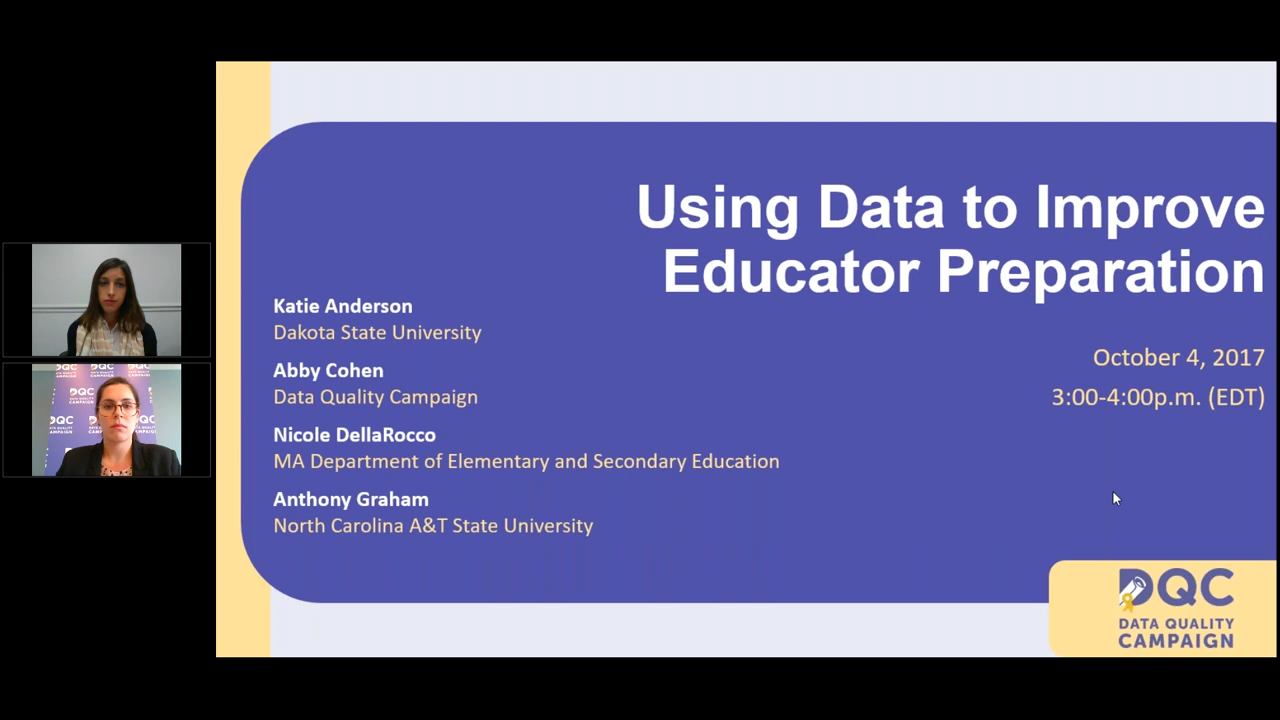 Using Data to Improve
Educator Preparation
Katie Anderson
Dakota State University
Abby Cohen
Data Quality Campaign
Nicole DellaRocco
MA Department of Elementary and Secondary Education
Anthony Graham
North Carolina A&T State University
October 4, 2017
3:00-4:00p.m. (EDT)
DQC
DATA QUALITY
CAMPAIGN
DQC
CAMPAIGN